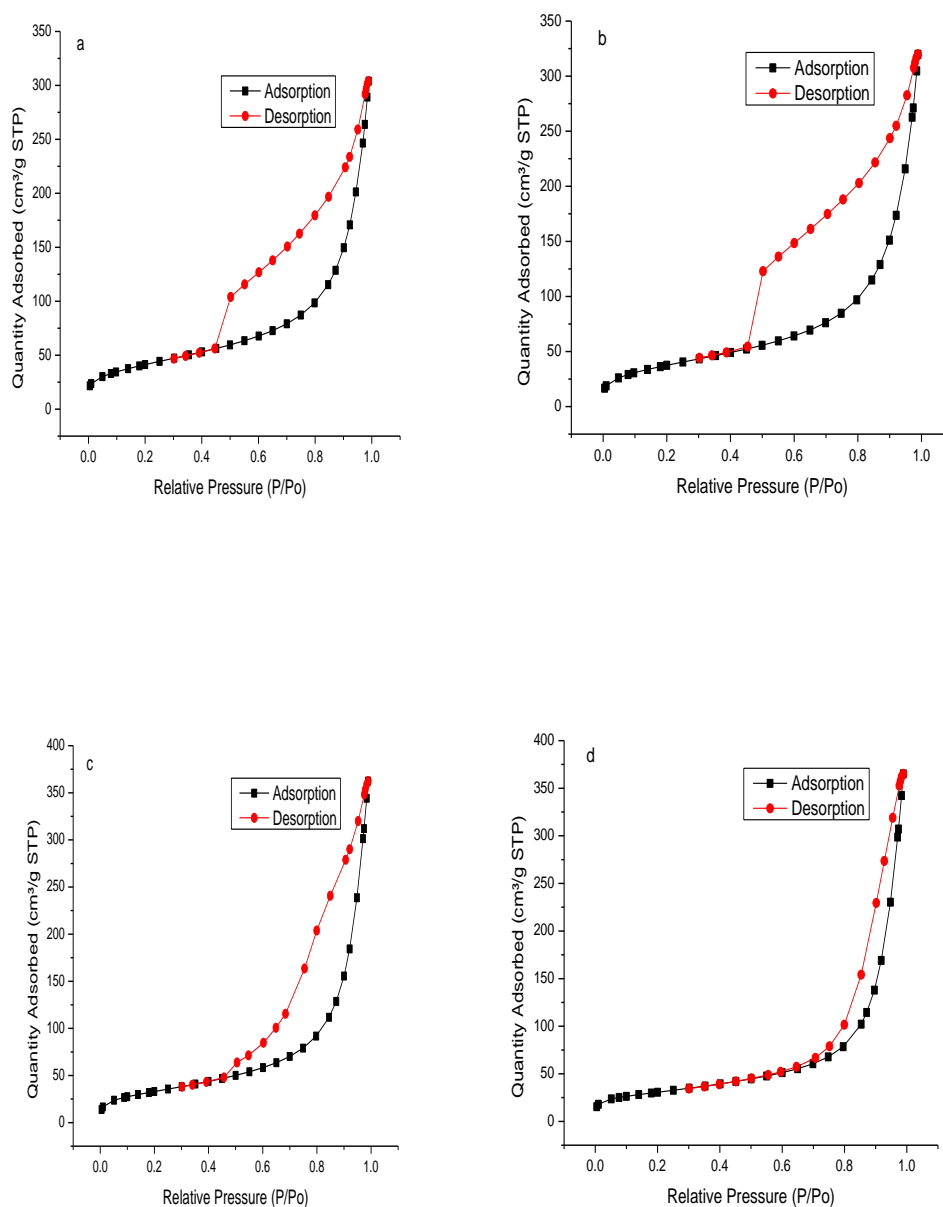 a
350
300
250
200
150
100
50
0
Quantity Adsorbed (cm³/g STP)
Adsorption
Desorption
0.0 0.2 0.4 0.6 0.8 1.0
Relative Pressure (P/Po)
b
350
300
250
200
150
100
50
0
Quantity Adsorbed (cm³/g STP)
Adsorption
Desorption
0.0 0.2 0.4 0.6 0.8 1.0
Relative Pressure (P/Po)
c
400
350
300
250
200
150
100
50
0
Quantity Adsorbed (cm³/g STP)
Adsorption
Desorption
0.0 0.2 0.4 0.6 0.8 1.0
Relative Pressure (P/Po)
d
400
350
300
250
200
150
100
50
0
Quantity Adsorbed (cm³/g STP)
Adsorption
Desorption
0.0 0.2 0.4 0.6 0.8 1.0
Relative Pressure (P/Po)